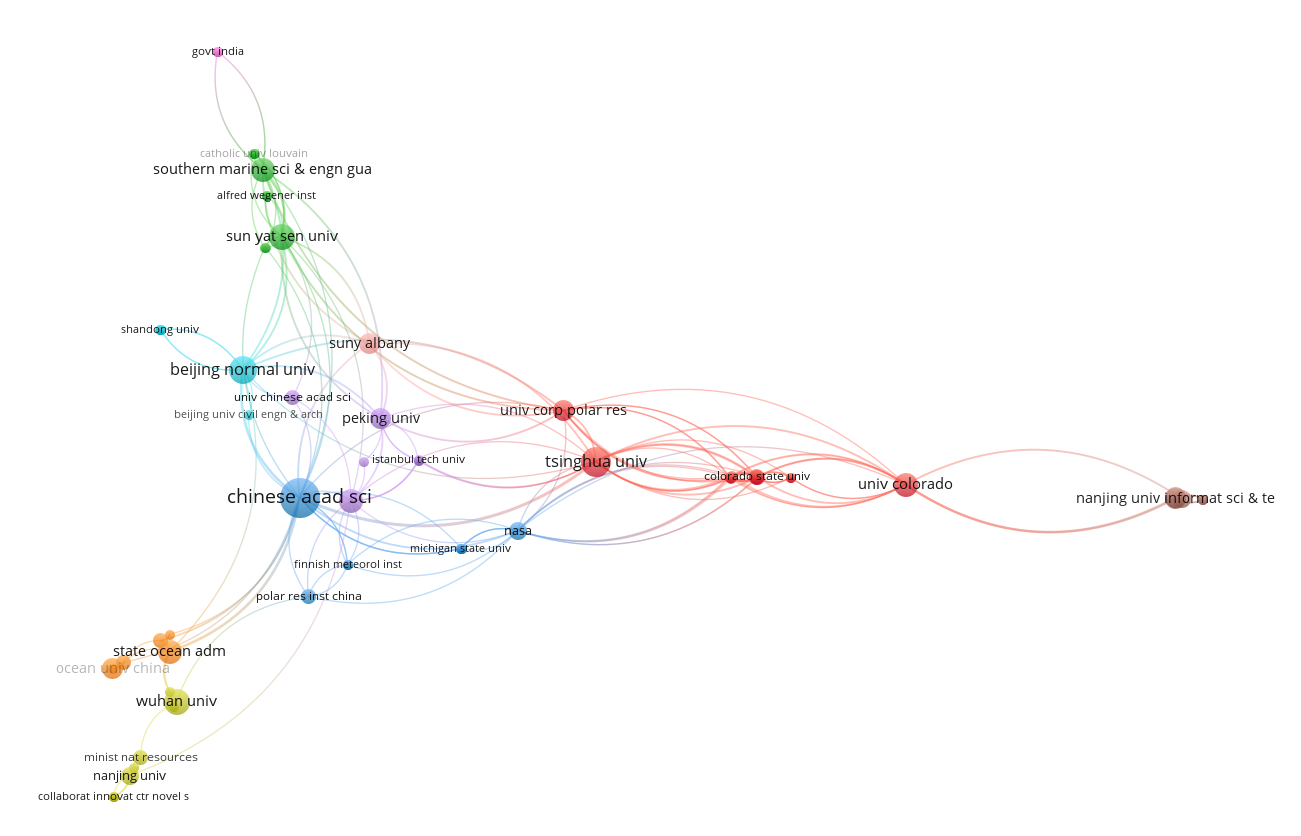 govt india
catholic univ louvain
southern marine sci & engn gua
alfred wegener inst
sun yat sen univ
shandong univ
suny albany
beijing normal univ
univ chinese acad sci
beijing univ civil engn & arch
peking univ
univ corp polar res
istanbul tech univ
tsinghua univ
colorado state univ
univ colorado
chinese acad sci
nanjing univ informat sci & te
nasa
michigan state univ
finnish meteorol inst
polar res inst china
state ocean adm
ocean univ china
wuhan univ
minist nat resources
nanjing univ
collaborat innovat ctr novel s